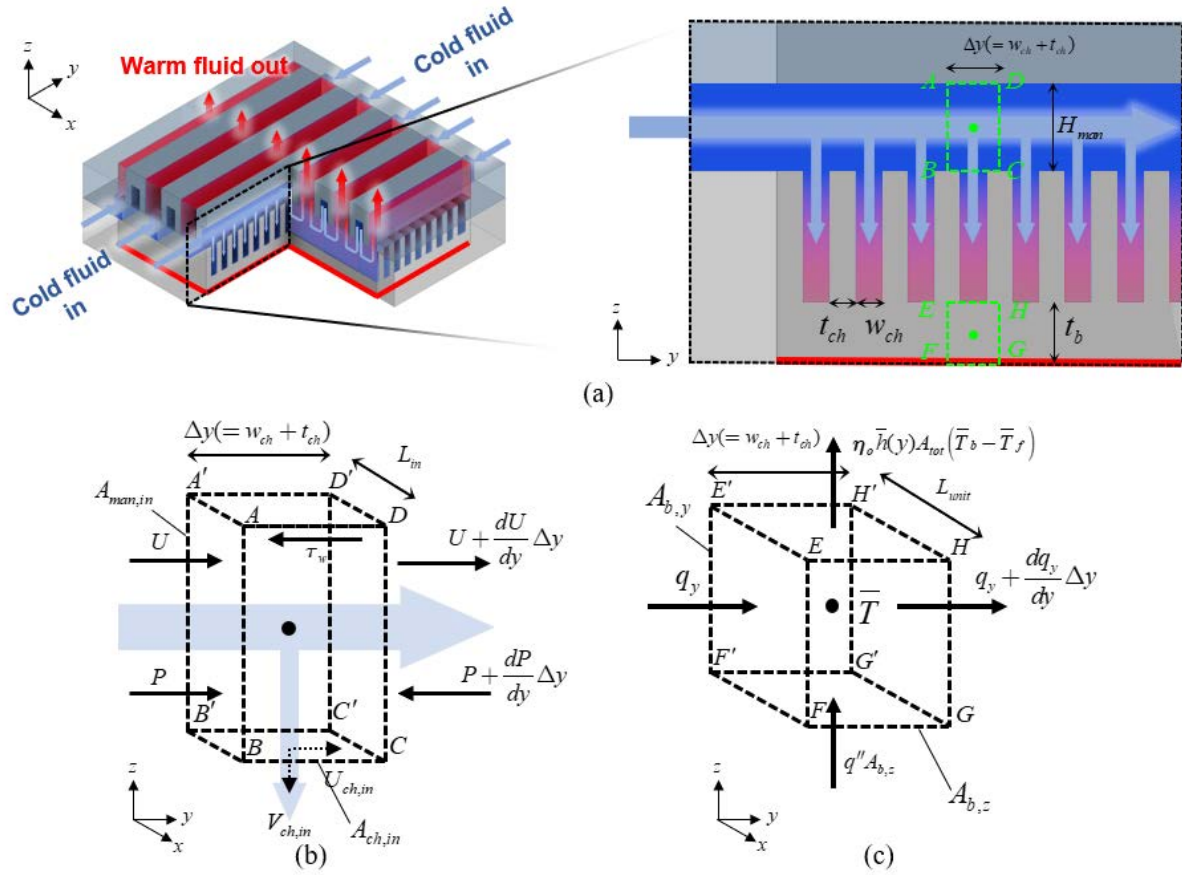 z
y
x
Warm fluid out
Cold fluid
in
Cold fluid
in
Δy(= w_ch + t_ch)
A
D
H_man
B
C
E
H
t_ch
w_ch
t_b
F
G
z
y
(a)
Δy(= w_ch + t_ch)
L_in
A'
D'
A_man,in
A
D
U
τ_w
U + dU/dy Δy
P
P + dP/dy Δy
B'
C'
B
C
U_ch,in
V_ch,in
A_ch,in
z
y
x
(b)
Δy(= w_ch + t_ch)
η_o h̅(y)A_tot(T̅_b − T̅_f)
E'
H'
L_unit
A_b,y
E
H
q_y
T̅
q_y + dq_y/dy Δy
F'
G'
F
G
q''A_b,z
A_b,z
z
y
x
(c)